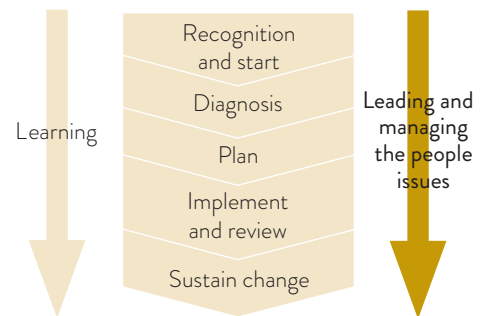 Recognition
and start
Diagnosis
Plan
Implement
and review
Sustain change
Learning
Leading and
managing
the people
issues